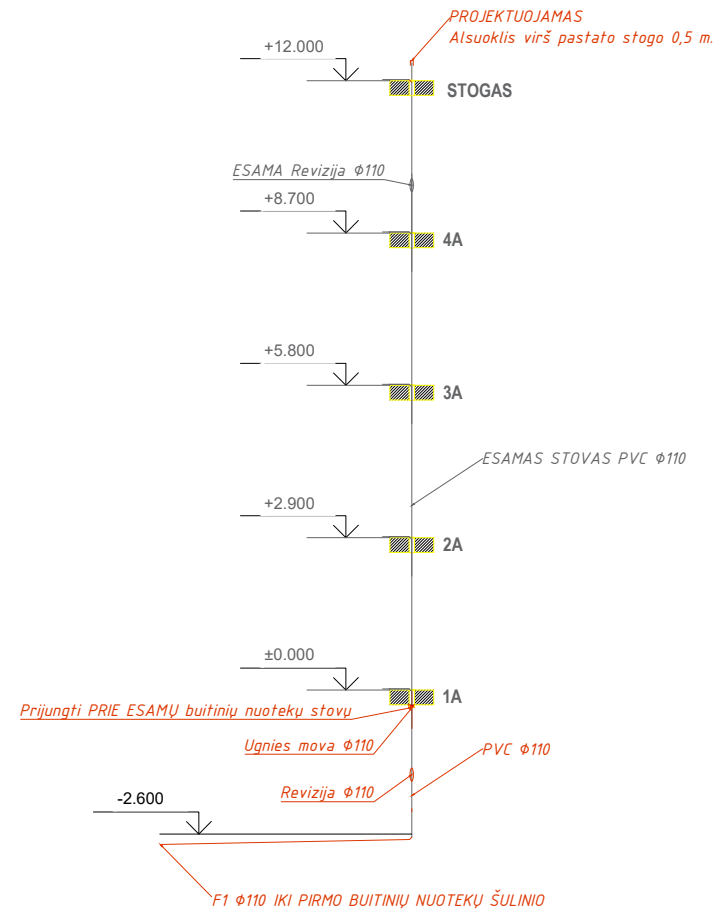 PROJEKTUOJAMAS
Alsuoklis virš pastato stogo 0,5 m.
+12.000
STOGAS
ESAMA Revizija Φ110
+8.700
4A
+5.800
3A
ESAMAS STOVAS PVC Φ110
+2.900
2A
±0.000
1A
Prijungti PRIE ESAMŲ buitinių nuotekų stovų
Ugnies mova Φ110
PVC Φ110
Revizija Φ110
-2.600
F1 Φ110 IKI PIRMO BUITINIŲ NUOTEKŲ ŠULINIO